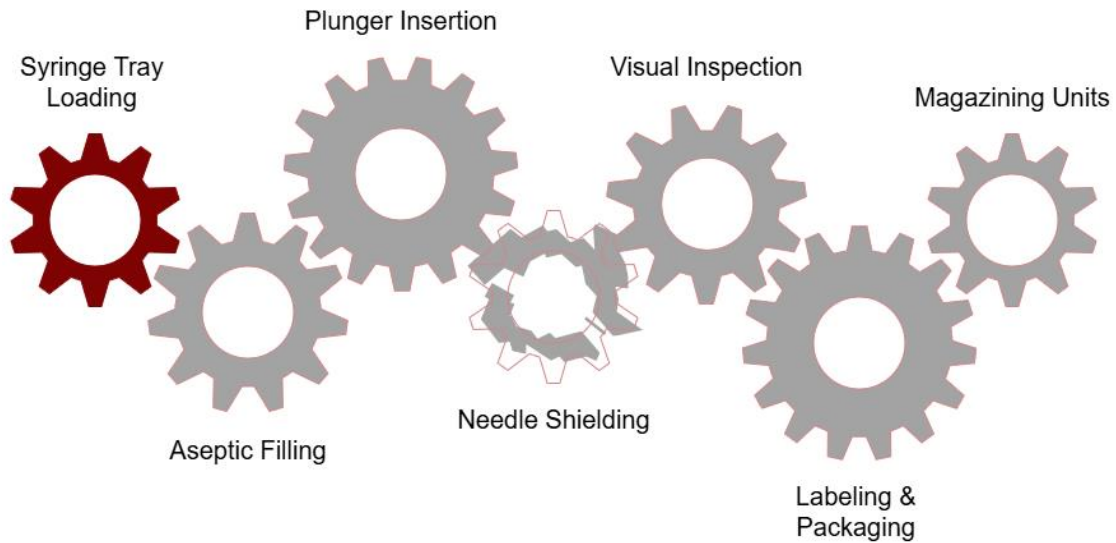 Syringe Tray
Loading
Aseptic Filling
Plunger Insertion
Needle Shielding
Visual Inspection
Labeling &
Packaging
Magazining Units